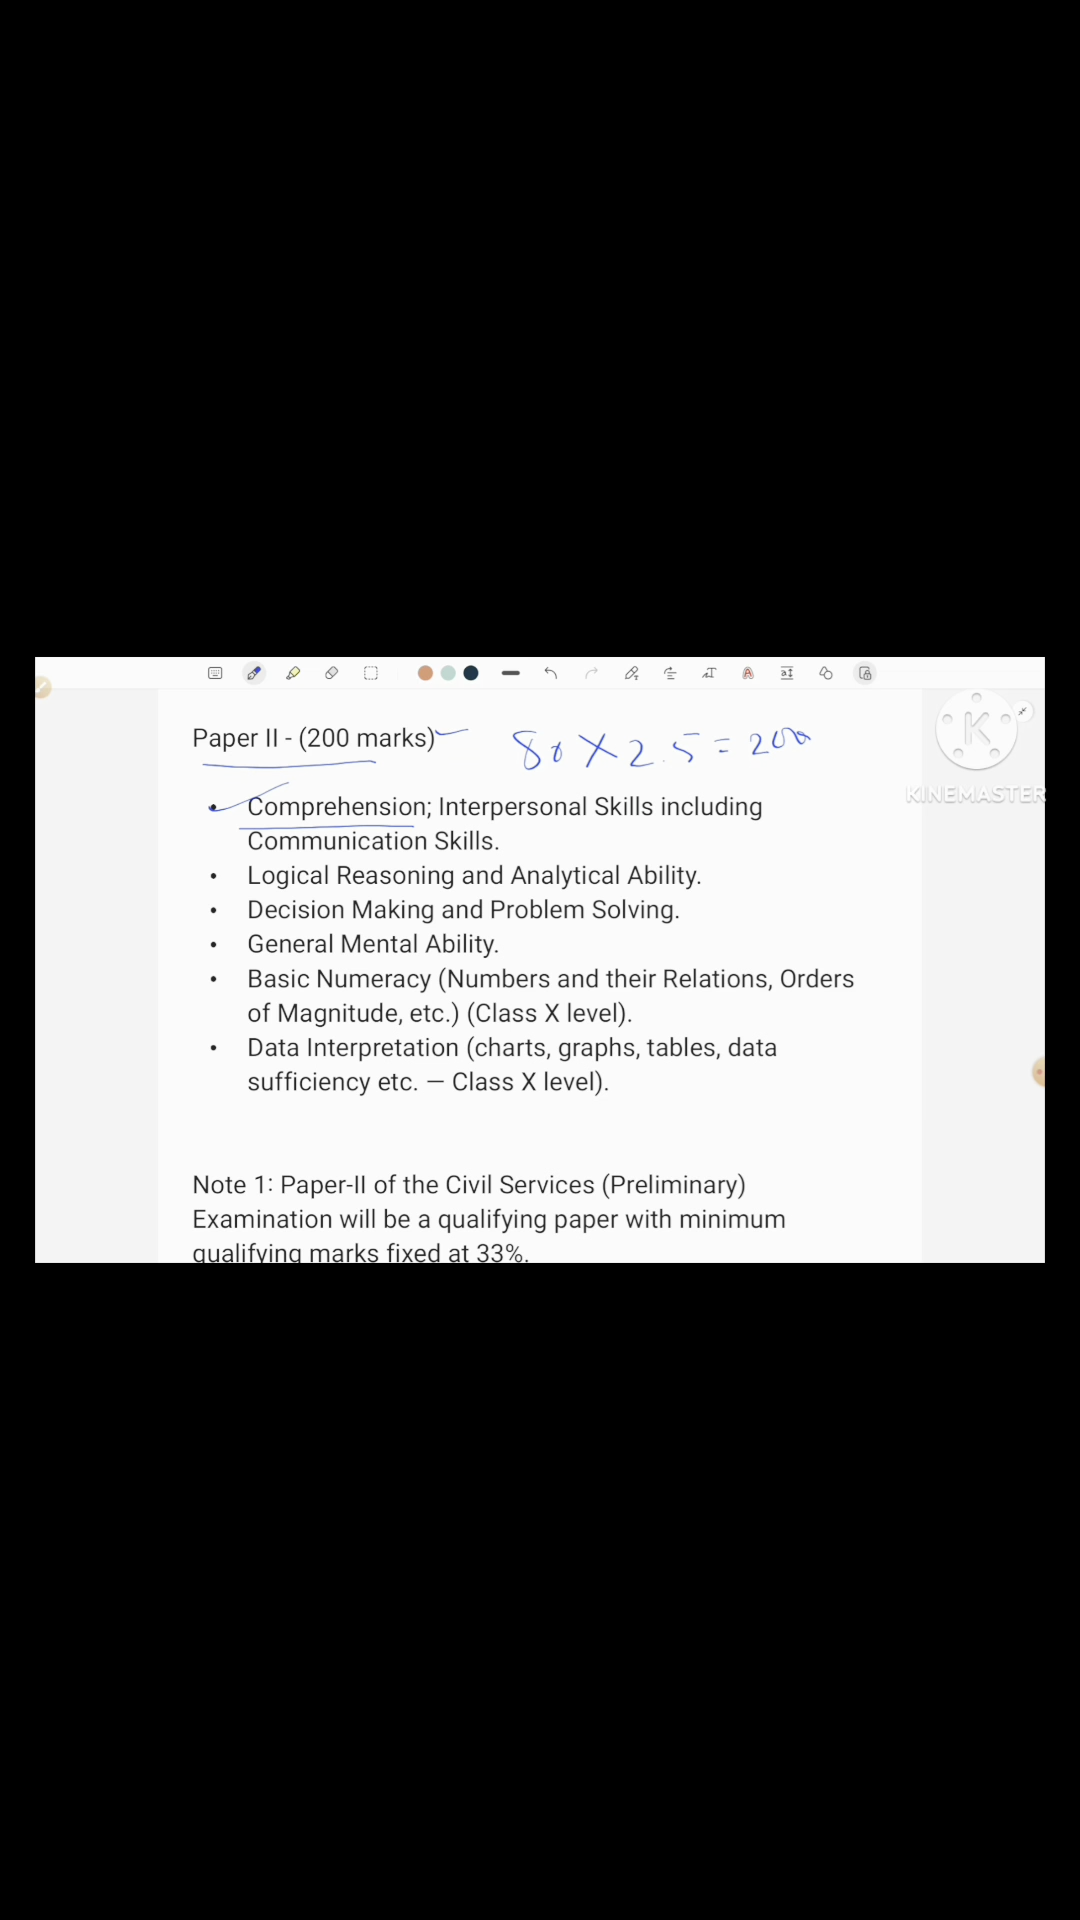 Paper II - (200 marks) 80 X 2.5 = 200
KINEMASTER
• Comprehension; Interpersonal Skills including
Communication Skills.
• Logical Reasoning and Analytical Ability.
• Decision Making and Problem Solving.
• General Mental Ability.
• Basic Numeracy (Numbers and their Relations, Orders
of Magnitude, etc.) (Class X level).
• Data Interpretation (charts, graphs, tables, data
sufficiency etc. — Class X level).
Note 1: Paper-II of the Civil Services (Preliminary)
Examination will be a qualifying paper with minimum
qualifying marks fixed at 33%.